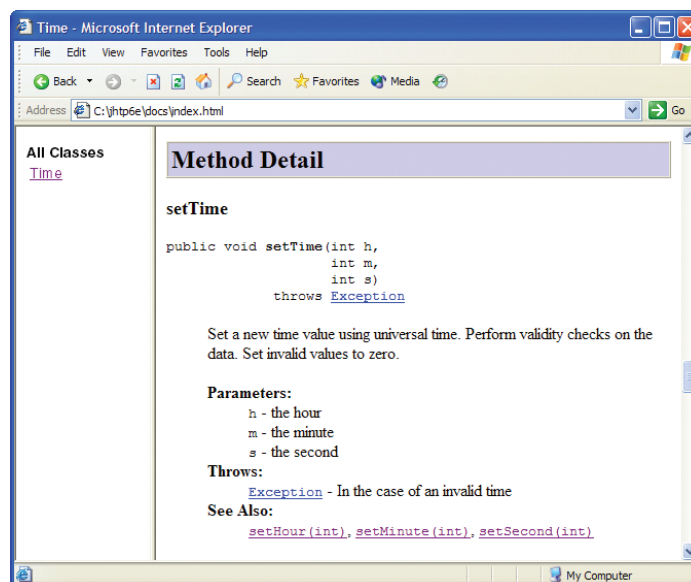 Time - Microsoft Internet Explorer
File Edit View Favorites Tools Help
Back Search Favorites Media
Address C:\jhtp6e\docs\index.html Go
All Classes
Time
Method Detail
setTime
public void setTime(int h,
int m,
int s)
throws Exception
Set a new time value using universal time. Perform validity checks on the
data. Set invalid values to zero.
Parameters:
h - the hour
m - the minute
s - the second
Throws:
Exception - In the case of an invalid time
See Also:
setHour(int), setMinute(int), setSecond(int)
My Computer